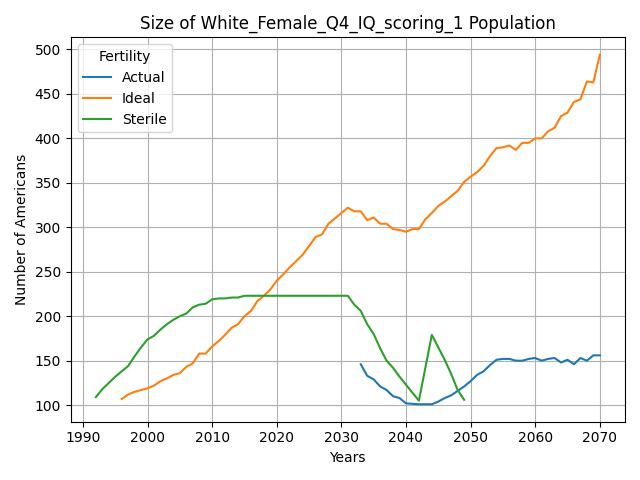 Size of White_Female_Q4_IQ_scoring_1 Population
Fertility
Actual
Ideal
Sterile
Number of Americans
500
450
400
350
300
250
200
150
100
1990 2000 2010 2020 2030 2040 2050 2060 2070
Years